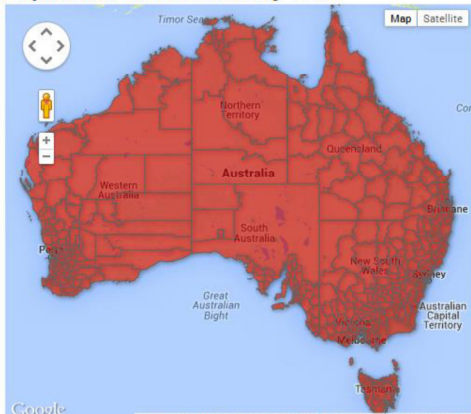 Timor Sea
Map
Satellite
Northern
Territory
Queensland
Australia
Western
Australia
South
Australia
Brisbane
New South
Wales
Sydney
Great
Australian
Bight
Australian
Capital
Territory
Victoria
Melbourne
Tasmania
Google